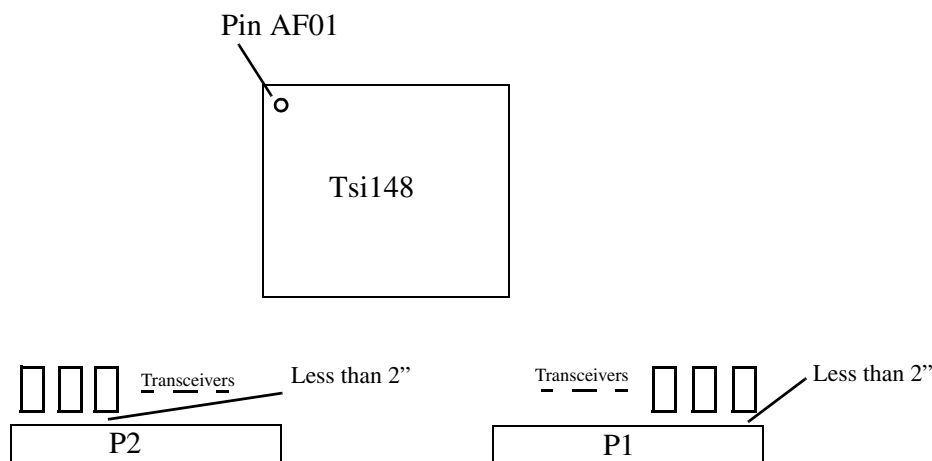 Pin AF01
Tsi148
Transceivers
Less than 2”
Transceivers
Less than 2”
P2
P1